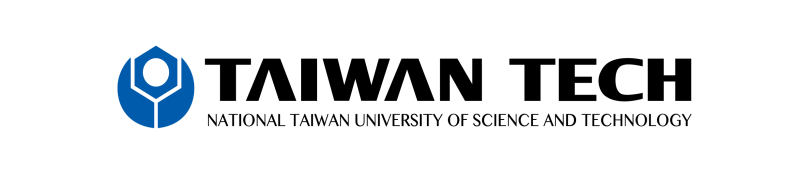 TAIWAN TECH
NATIONAL TAIWAN UNIVERSITY OF SCIENCE AND TECHNOLOGY